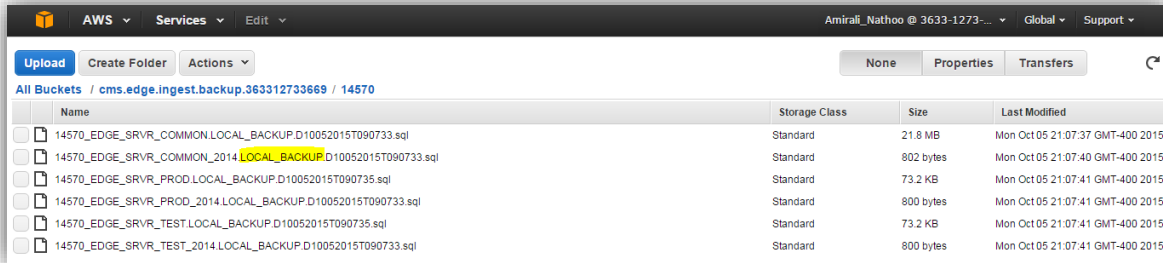 AWS Services Edit Amirali_Nathoo @ 3633-1273-... Global Support
Upload Create Folder Actions None Properties Transfers
All Buckets / cms.edge.ingest.backup.363312733669 / 14570
Name Storage Class Size Last Modified
14570_EDGE_SRVR_COMMON.LOCAL_BACKUP.D10052015T090733.sql Standard 21.8 MB Mon Oct 05 21:07:37 GMT-400 2015
14570_EDGE_SRVR_COMMON_2014.LOCAL_BACKUP.D10052015T090733.sql Standard 802 bytes Mon Oct 05 21:07:40 GMT-400 2015
14570_EDGE_SRVR_PROD.LOCAL_BACKUP.D10052015T090735.sql Standard 73.2 KB Mon Oct 05 21:07:41 GMT-400 2015
14570_EDGE_SRVR_PROD_2014.LOCAL_BACKUP.D10052015T090733.sql Standard 800 bytes Mon Oct 05 21:07:41 GMT-400 2015
14570_EDGE_SRVR_TEST.LOCAL_BACKUP.D10052015T090735.sql Standard 73.2 KB Mon Oct 05 21:07:41 GMT-400 2015
14570_EDGE_SRVR_TEST_2014.LOCAL_BACKUP.D10052015T090733.sql Standard 800 bytes Mon Oct 05 21:07:41 GMT-400 2015